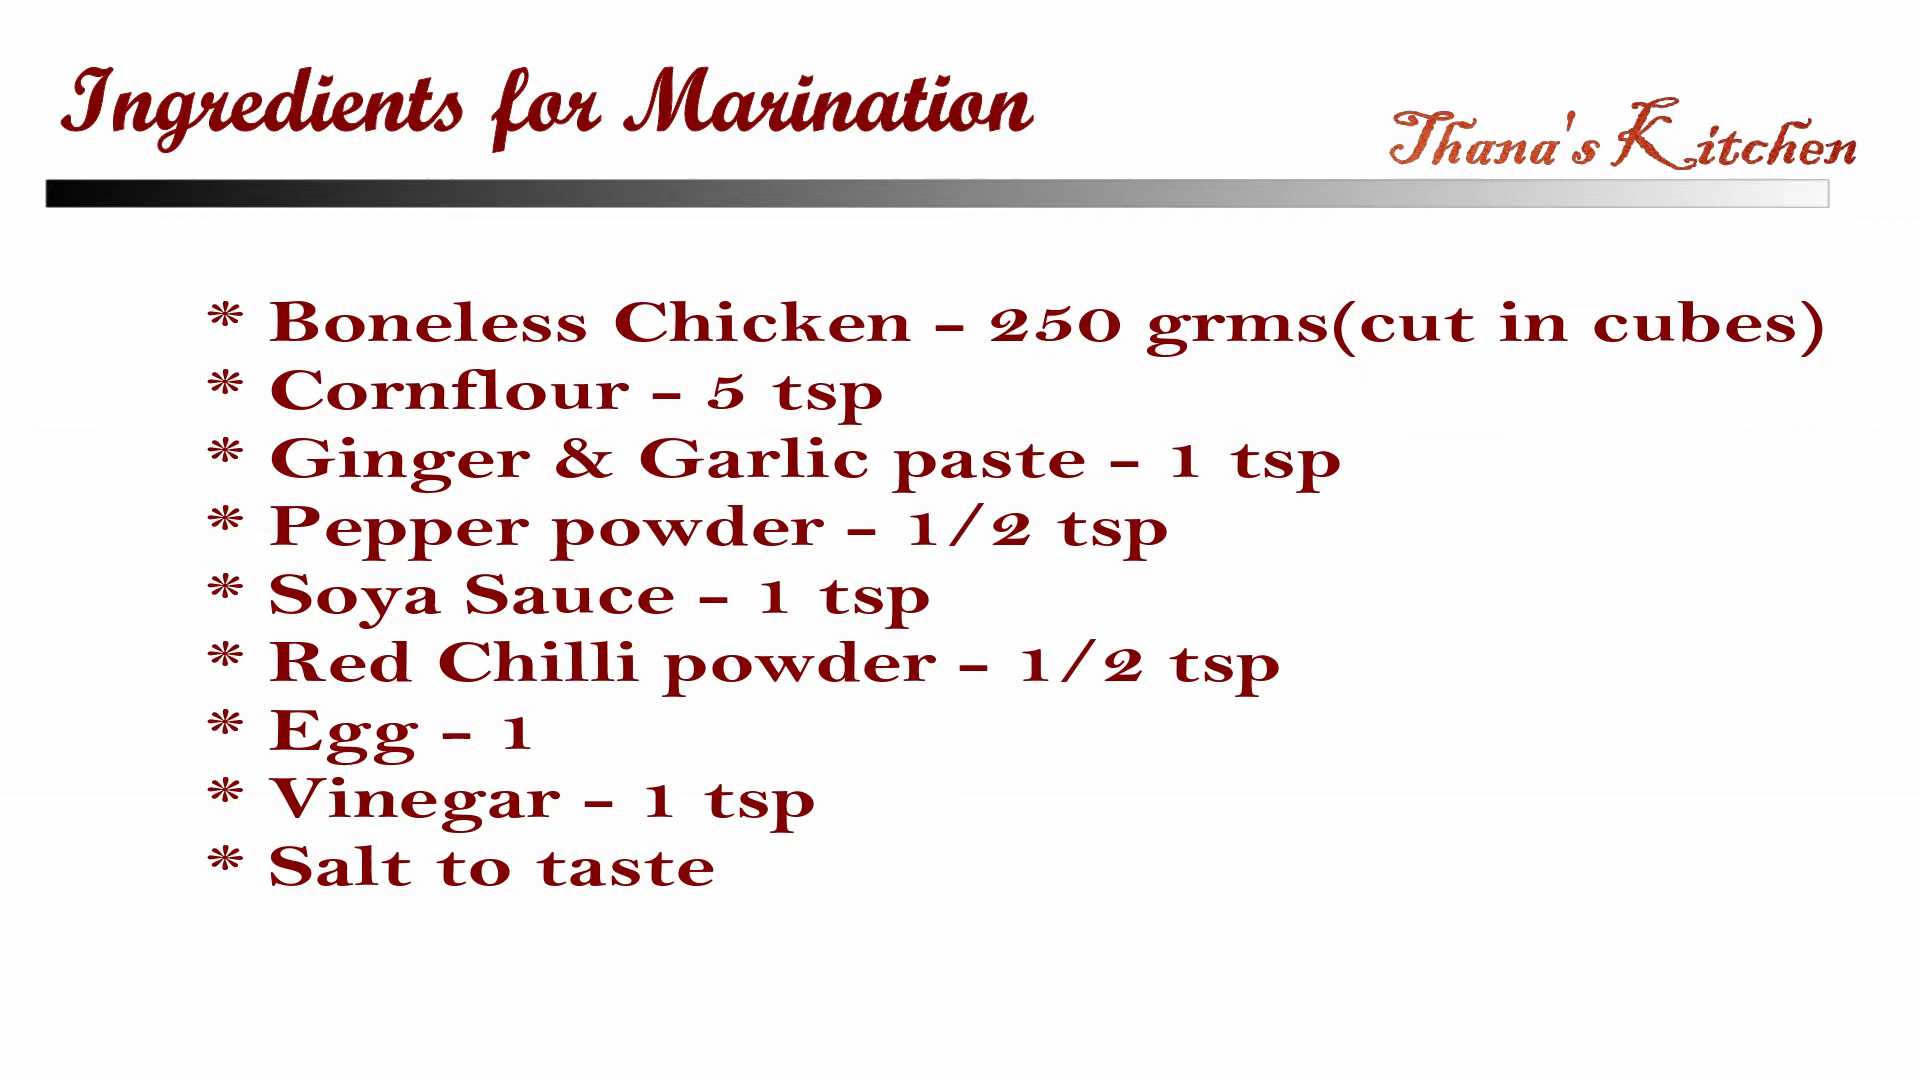 Ingredients for Marination
Thana's Kitchen
* Boneless Chicken - 250 grms(cut in cubes)
* Cornflour - 5 tsp
* Ginger & Garlic paste - 1 tsp
* Pepper powder - 1/2 tsp
* Soya Sauce - 1 tsp
* Red Chilli powder - 1/2 tsp
* Egg - 1
* Vinegar - 1 tsp
* Salt to taste